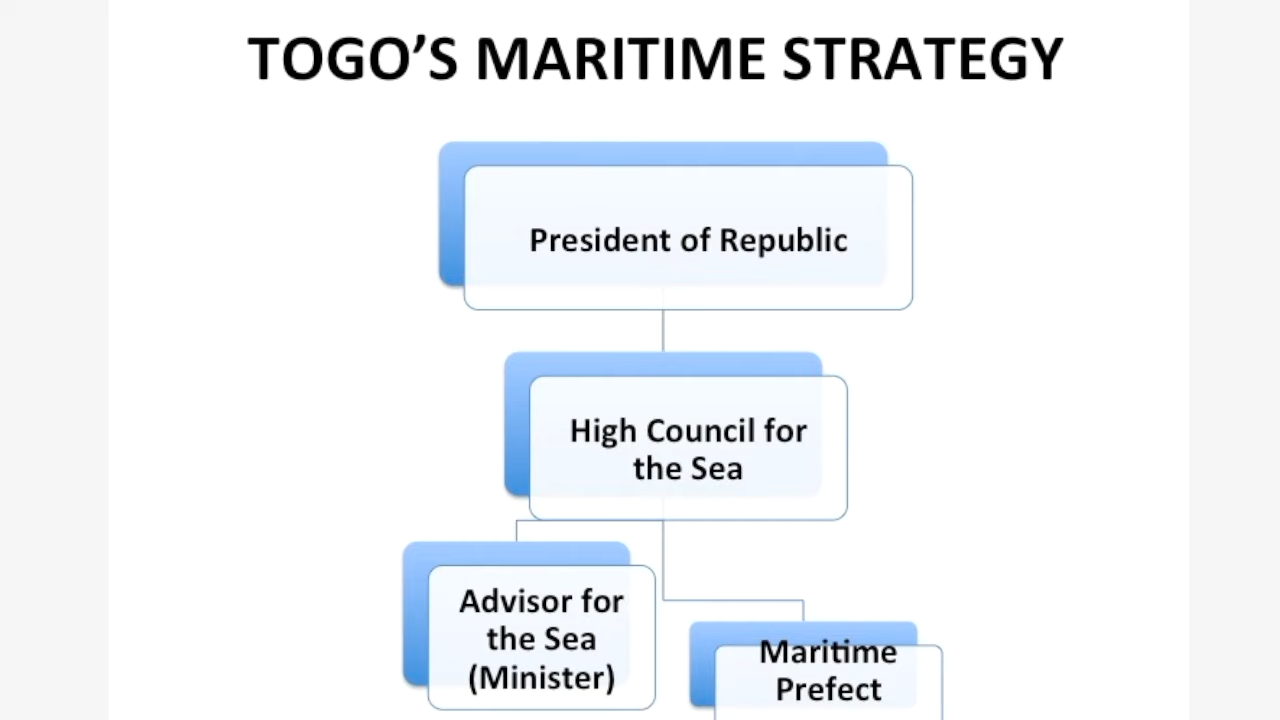 TOGO’S MARITIME STRATEGY
President of Republic
High Council for
the Sea
Advisor for
the Sea
(Minister)
Maritime
Prefect